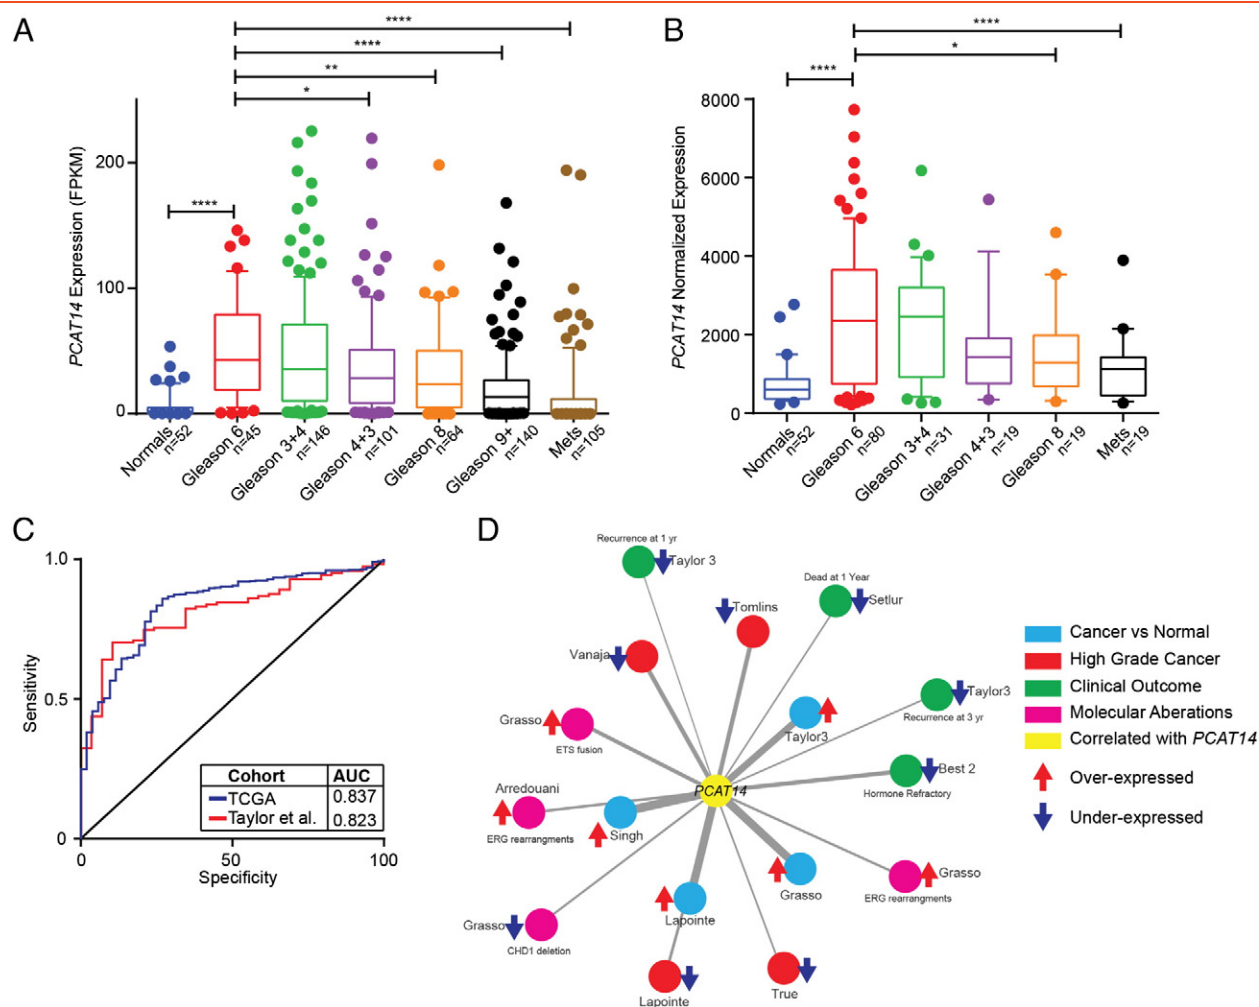 A
****
****
**
*
****
PCAT14 Expression (FPKM)
200
100
0
Normals
n=52
Gleason 6
n=45
Gleason 3+4
n=146
Gleason 4+3
n=101
Gleason 8
n=64
Gleason 9+
n=140
Mets
n=105
B
****
*
****
PCAT14 Normalized Expression
8000
6000
4000
2000
0
Normals
n=52
Gleason 6
n=80
Gleason 3+4
n=31
Gleason 4+3
n=19
Gleason 8
n=19
Mets
n=19
C
Sensitivity
1.0
0.5
0
0
50
100
Specificity
Cohort AUC
TCGA 0.837
Taylor et al. 0.823
D
Recurrence at 1 yr
Taylor 3
Dead at 1 Year
Setlur
Tomlins
Vanaja
Taylor3
Recurrence at 3 yr
Taylor3
Grasso
ETS fusion
Best 2
Hormone Refractory
PCAT14
Arredouani
ERG rearrangments
Singh
Grasso
Grasso
ERG rearrangments
Lapointe
Grasso
CHD1 deletion
Lapointe
True
Cancer vs Normal
High Grade Cancer
Clinical Outcome
Molecular Aberations
Correlated with PCAT14
Over-expressed
Under-expressed